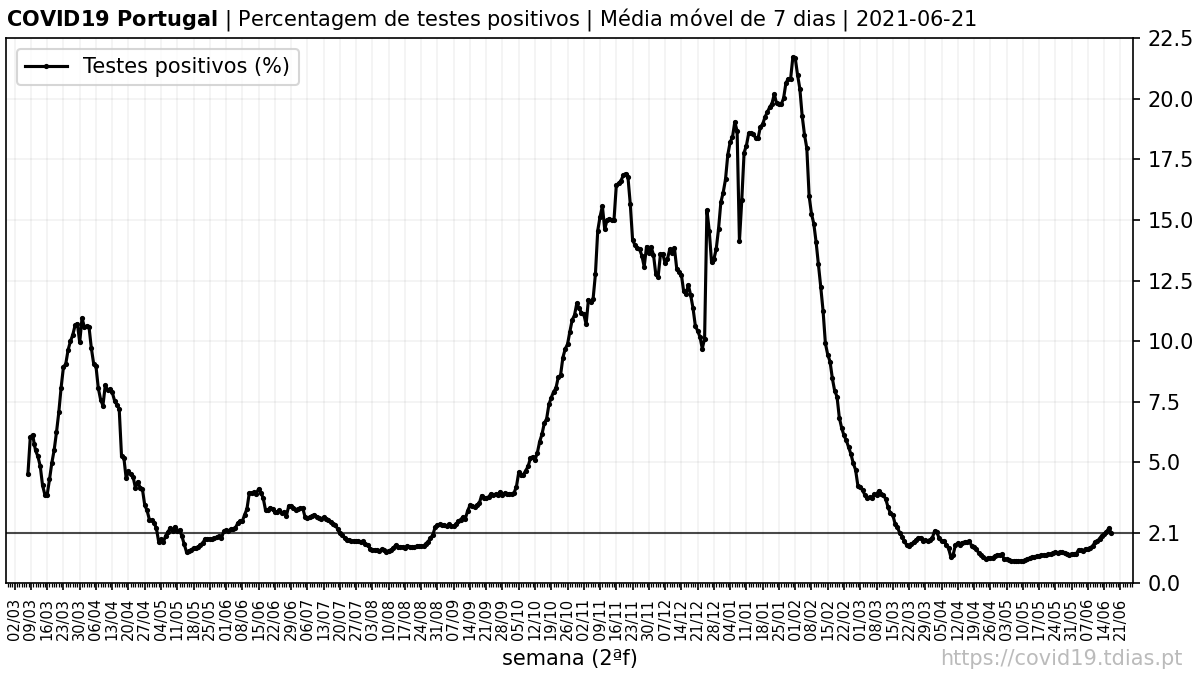 COVID19 Portugal | Percentagem de testes positivos | Média móvel de 7 dias | 2021-06-21
Testes positivos (%)
22.5
20.0
17.5
15.0
12.5
10.0
7.5
5.0
2.1
0.0
02/03 09/03 16/03 23/03 30/03 06/04 13/04 20/04 27/04 04/05 11/05 18/05 25/05 01/06 08/06 15/06 22/06 29/06 06/07 13/07 20/07 27/07 03/08 10/08 17/08 24/08 31/08 07/09 14/09 21/09 28/09 05/10 12/10 19/10 26/10 02/11 09/11 16/11 23/11 30/11 07/12 14/12 21/12 28/12 04/01 11/01 18/01 25/01 01/02 08/02 15/02 22/02 01/03 08/03 15/03 22/03 29/03 05/04 12/04 19/04 26/04 03/05 10/05 17/05 24/05 31/05 07/06 14/06 21/06
semana (2ªf)
https://covid19.tdias.pt